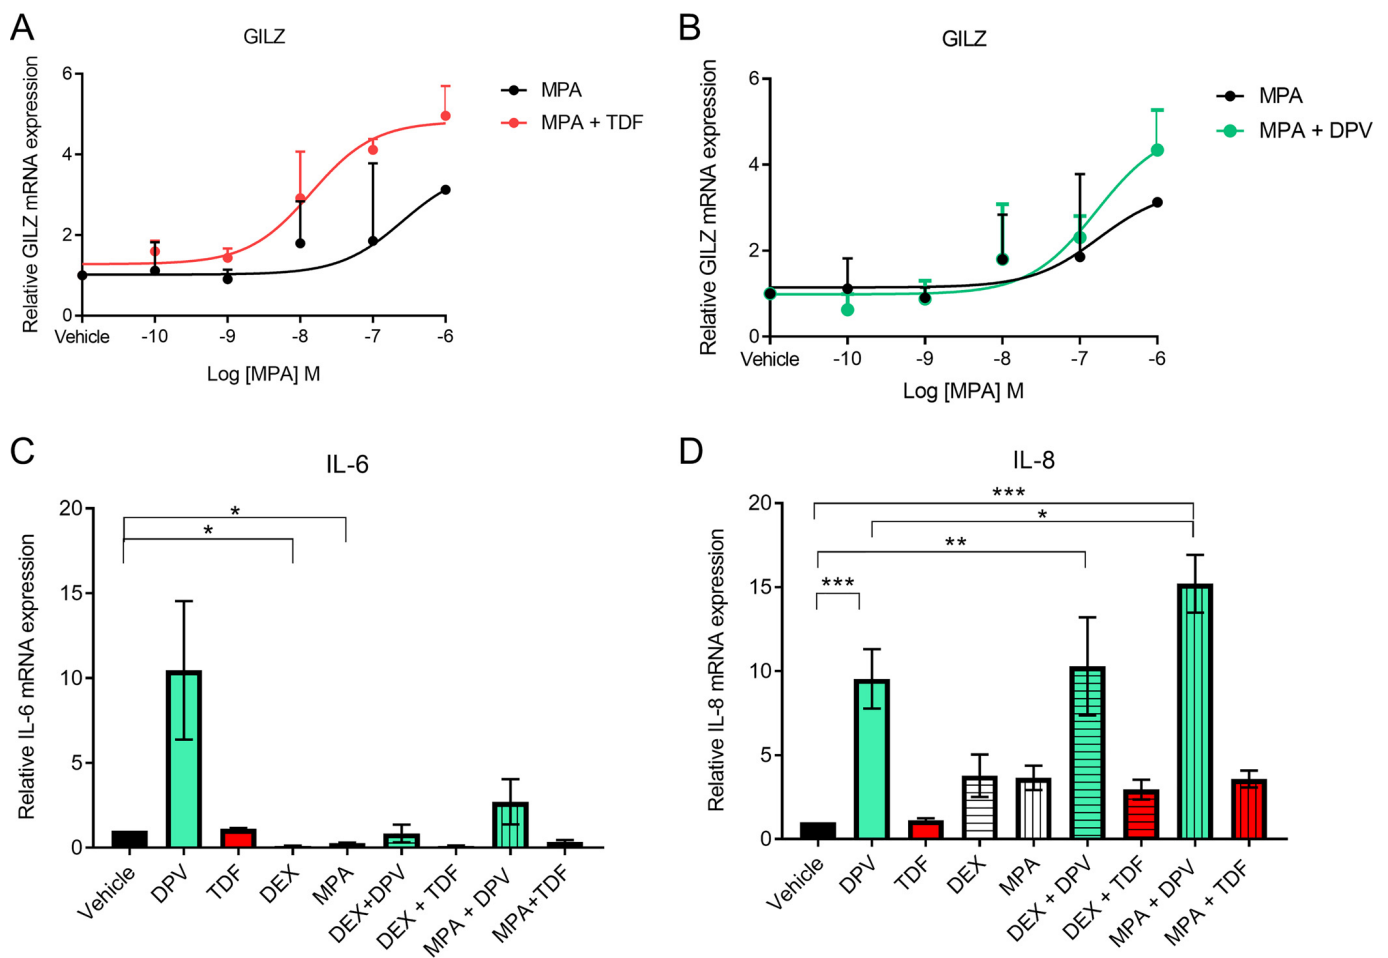 A
GILZ
Relative GILZ mRNA expression
6
4
2
0
Vehicle
-10
-9
-8
-7
-6
Log [MPA] M
MPA
MPA + TDF
B
GILZ
Relative GILZ mRNA expression
6
4
2
0
Vehicle
-10
-9
-8
-7
-6
Log [MPA] M
MPA
MPA + DPV
C
IL-6
Relative IL-6 mRNA expression
20
15
10
5
0
*
*
Vehicle
DPV
TDF
DEX
MPA
DEX+DPV
DEX + TDF
MPA + DPV
MPA+TDF
D
IL-8
Relative IL-8 mRNA expression
20
15
10
5
0
***
*
**
***
Vehicle
DPV
TDF
DEX
MPA
DEX + DPV
DEX + TDF
MPA + DPV
MPA + TDF